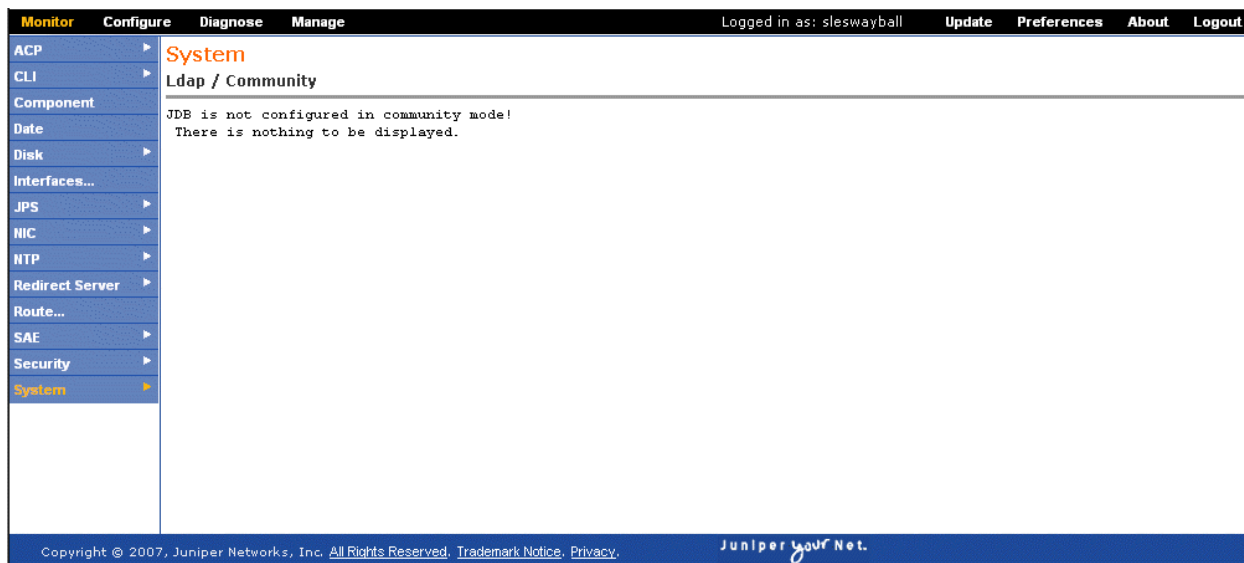 Monitor Configure Diagnose Manage Logged in as: sleswayball Update Preferences About Logout
ACP
CLI
Component
Date
Disk
Interfaces...
JPS
NIC
NTP
Redirect Server
Route...
SAE
Security
System
System
Ldap / Community
JDB is not configured in community mode!
There is nothing to be displayed.
Copyright © 2007, Juniper Networks, Inc. All Rights Reserved. Trademark Notice. Privacy.
Juniper your Net.